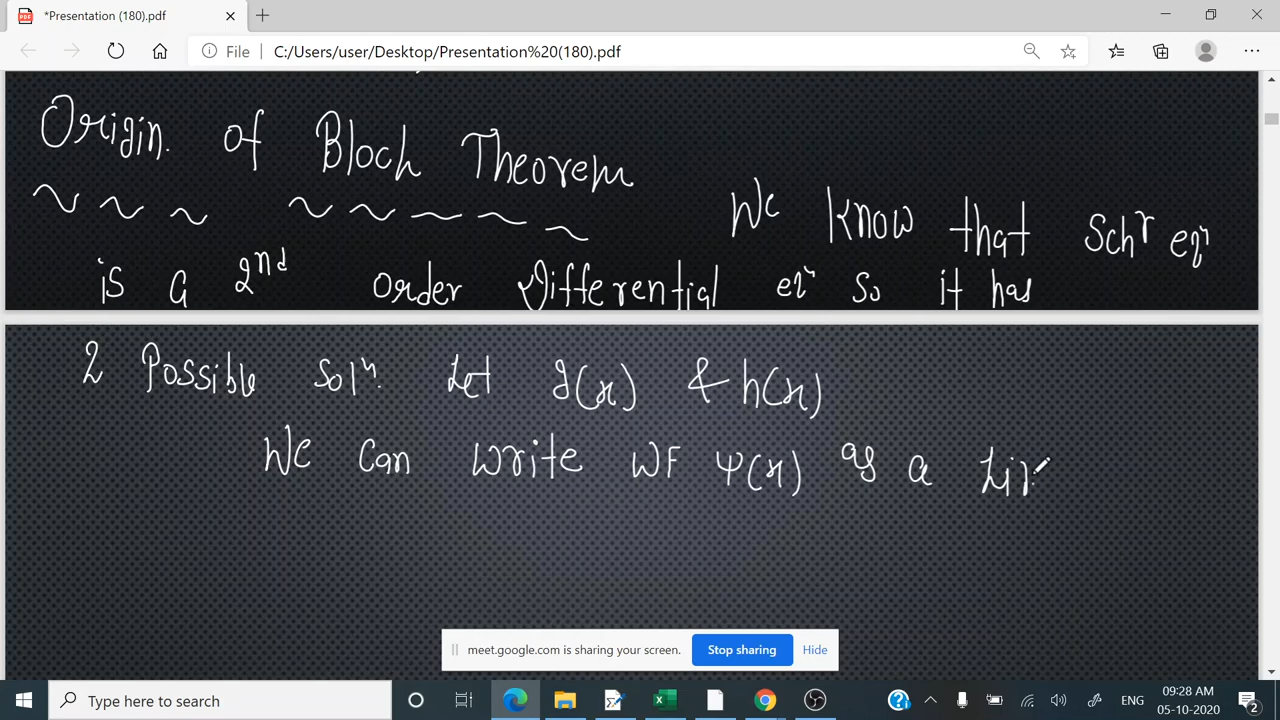 *Presentation (180).pdf
File C:/Users/user/Desktop/Presentation%20(180).pdf
Origin of Bloch Theorem
We know that Schr eqn
is a 2nd order Differential eqn so it has
2 Possible soln. Let g(x) & h(x)
We can write WF ψ(x) as a Lin
meet.google.com is sharing your screen. Stop sharing Hide
Type here to search
ENG 09:28 AM
05-10-2020 2